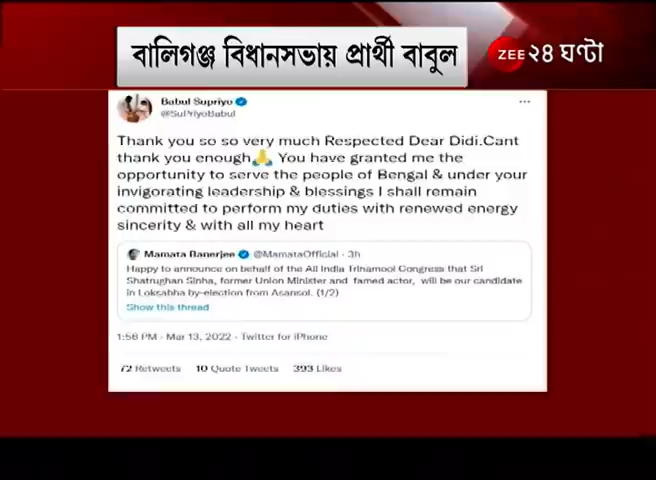 বালিগঞ্জ বিধানসভায় প্রার্থী বাবুল
ZEE ২৪ ঘণ্টা
Babul Supriyo
@SuPriyoBabul
Thank you so so very much Respected Dear Didi.Cant
thank you enough🙏 You have granted me the
opportunity to serve the people of Bengal & under your
invigorating leadership & blessings I shall remain
committed to perform my duties with renewed energy
sincerity & with all my heart
Mamata Banerjee @MamataOfficial · 3h
Happy to announce on behalf of the All India Trinamool Congress that Sri
Shatrughan Sinha, former Union Minister and famed actor, will be our candidate
in Loksabha by-election from Asansol. (1/2)
Show this thread
1:56 PM · Mar 13, 2022 · Twitter for iPhone
72 Retweets 10 Quote Tweets 393 Likes